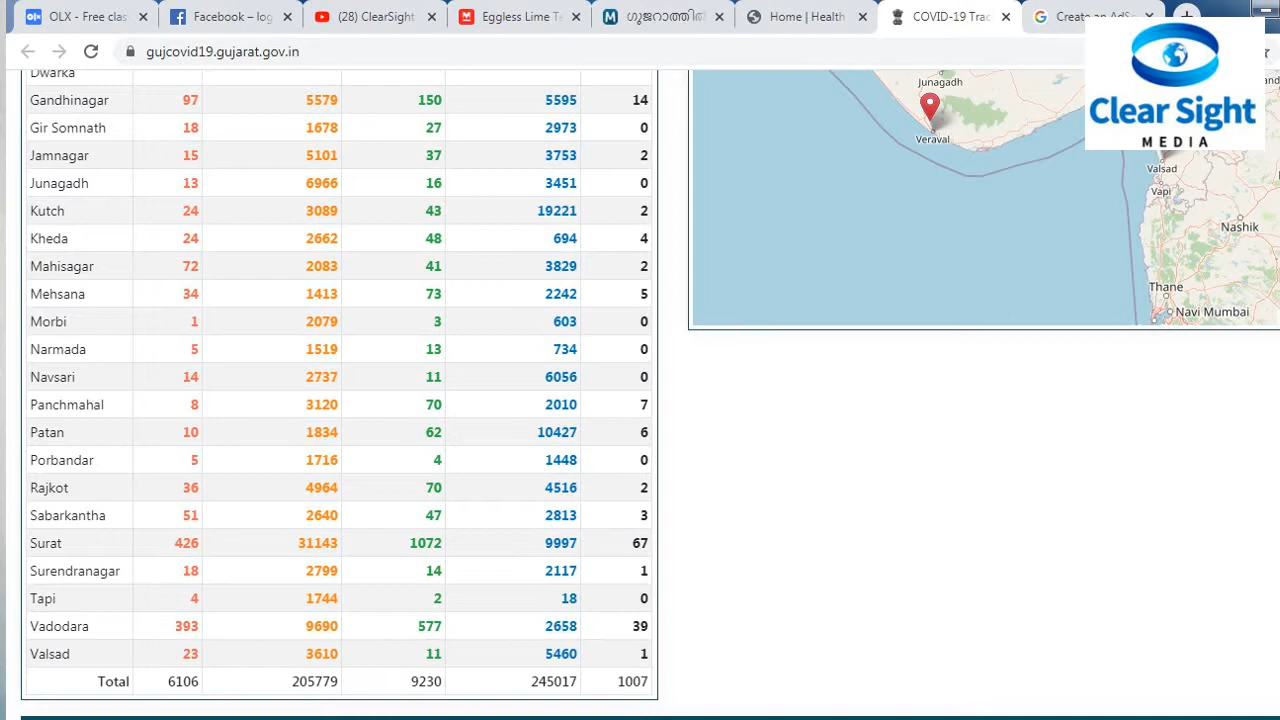 OLX - Free clas
Facebook – log
(28) ClearSight
Eggless Lime Ta
ગુજરાતથી
Home | Health
COVID-19 Trac
Create an AdSe
gujcovid19.gujarat.gov.in
Dwarka
Gandhinagar 97 5579 150 5595 14
Gir Somnath 18 1678 27 2973 0
Jamnagar 15 5101 37 3753 2
Junagadh 13 6966 16 3451 0
Kutch 24 3089 43 19221 2
Kheda 24 2662 48 694 4
Mahisagar 72 2083 41 3829 2
Mehsana 34 1413 73 2242 5
Morbi 1 2079 3 603 0
Narmada 5 1519 13 734 0
Navsari 14 2737 11 6056 0
Panchmahal 8 3120 70 2010 7
Patan 10 1834 62 10427 6
Porbandar 5 1716 4 1448 0
Rajkot 36 4964 70 4516 2
Sabarkantha 51 2640 47 2813 3
Surat 426 31143 1072 9997 67
Surendranagar 18 2799 14 2117 1
Tapi 4 1744 2 18 0
Vadodara 393 9690 577 2658 39
Valsad 23 3610 11 5460 1
Total 6106 205779 9230 245017 1007
Junagadh
Veraval
Clear Sight
MEDIA
Valsad
Vapi
Nashik
Thane
Navi Mumbai